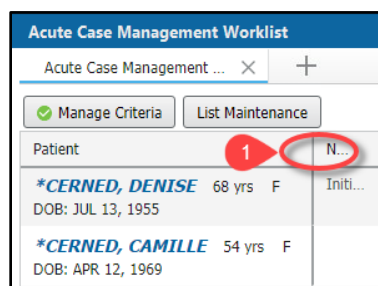 Acute Case Management Worklist
Acute Case Management ... × +
Manage Criteria List Maintenance
Patient 1 N...
*CERNED, DENISE 68 yrs F Initi...
DOB: JUL 13, 1955
*CERNED, CAMILLE 54 yrs F
DOB: APR 12, 1969